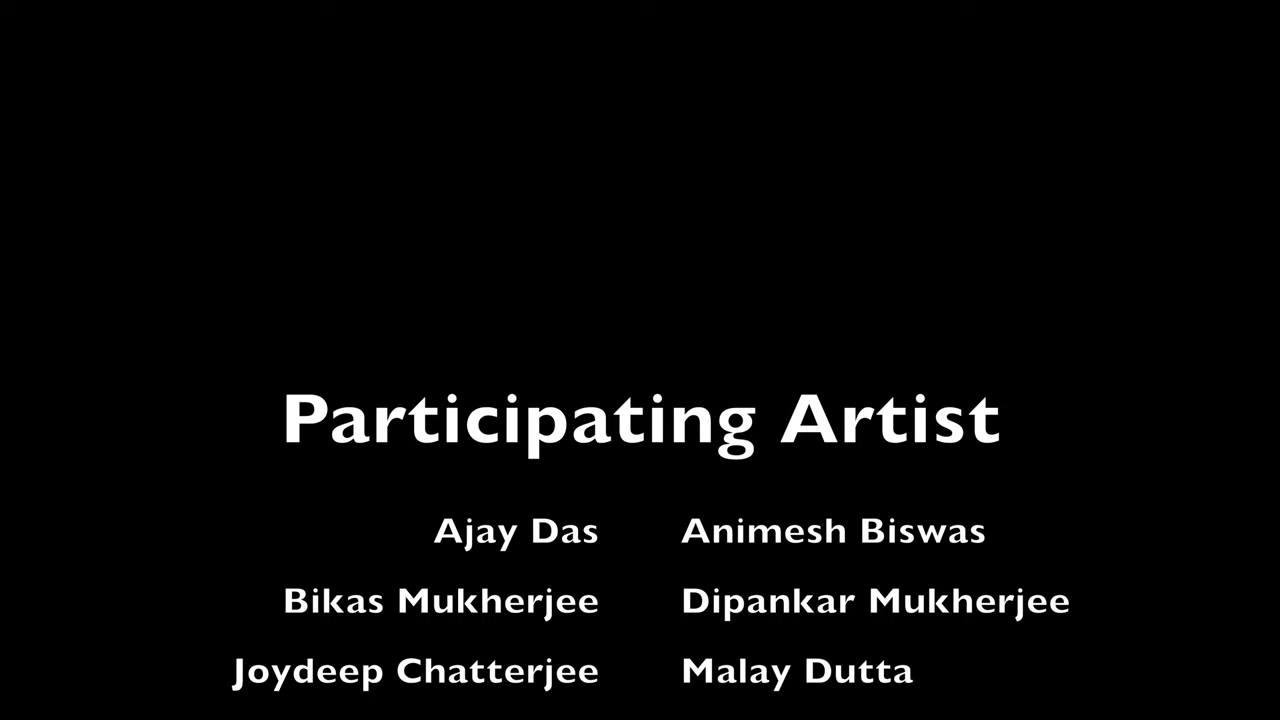 Participating Artist
Ajay Das Animesh Biswas
Bikas Mukherjee Dipankar Mukherjee
Joydeep Chatterjee Malay Dutta